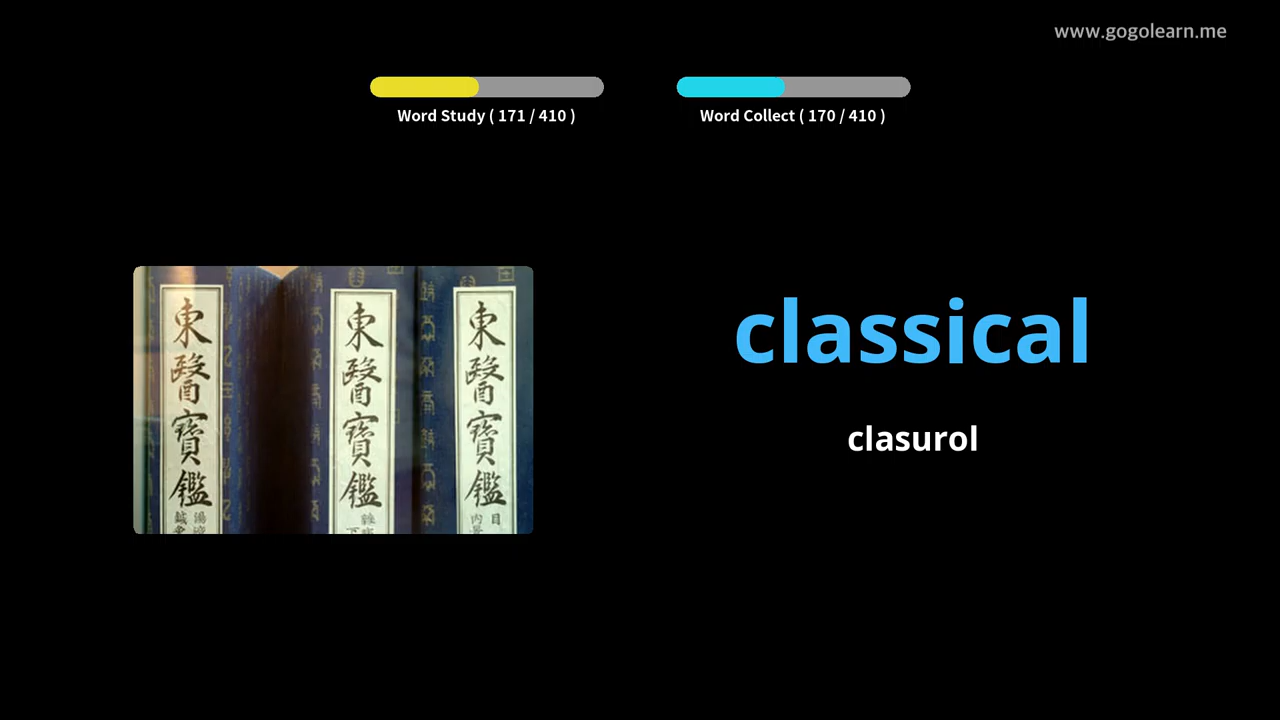 www.gogolearn.me
Word Study ( 171 / 410 )
Word Collect ( 170 / 410 )
東醫寶鑑
東醫寶鑑
東醫寶鑑
classical
clasurol